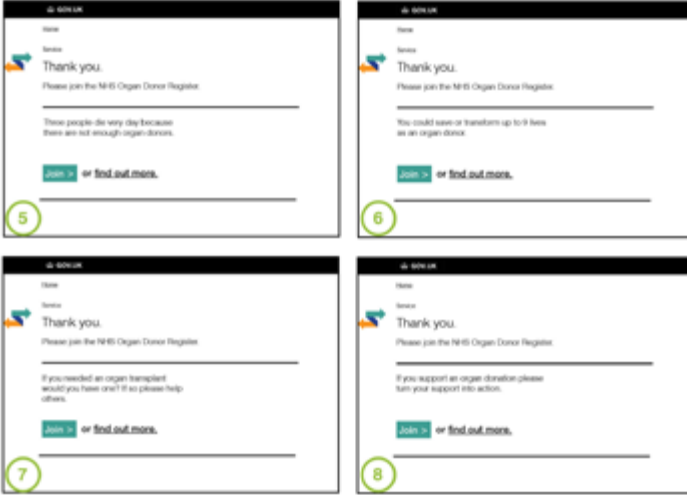 GOV.UK
Home
Service
Thank you.
Please join the NHS Organ Donor Register.
Three people die very day because
there are not enough organ donors.
Join > or find out more.
5
GOV.UK
Home
Service
Thank you.
Please join the NHS Organ Donor Register.
You could save or transform up to 9 lives
as an organ donor.
Join > or find out more.
6
GOV.UK
Home
Service
Thank you.
Please join the NHS Organ Donor Register.
If you needed an organ transplant
would you have one? If so please help
others.
Join > or find out more.
7
GOV.UK
Home
Service
Thank you.
Please join the NHS Organ Donor Register.
If you support an organ donation please
turn your support into action.
Join > or find out more.
8